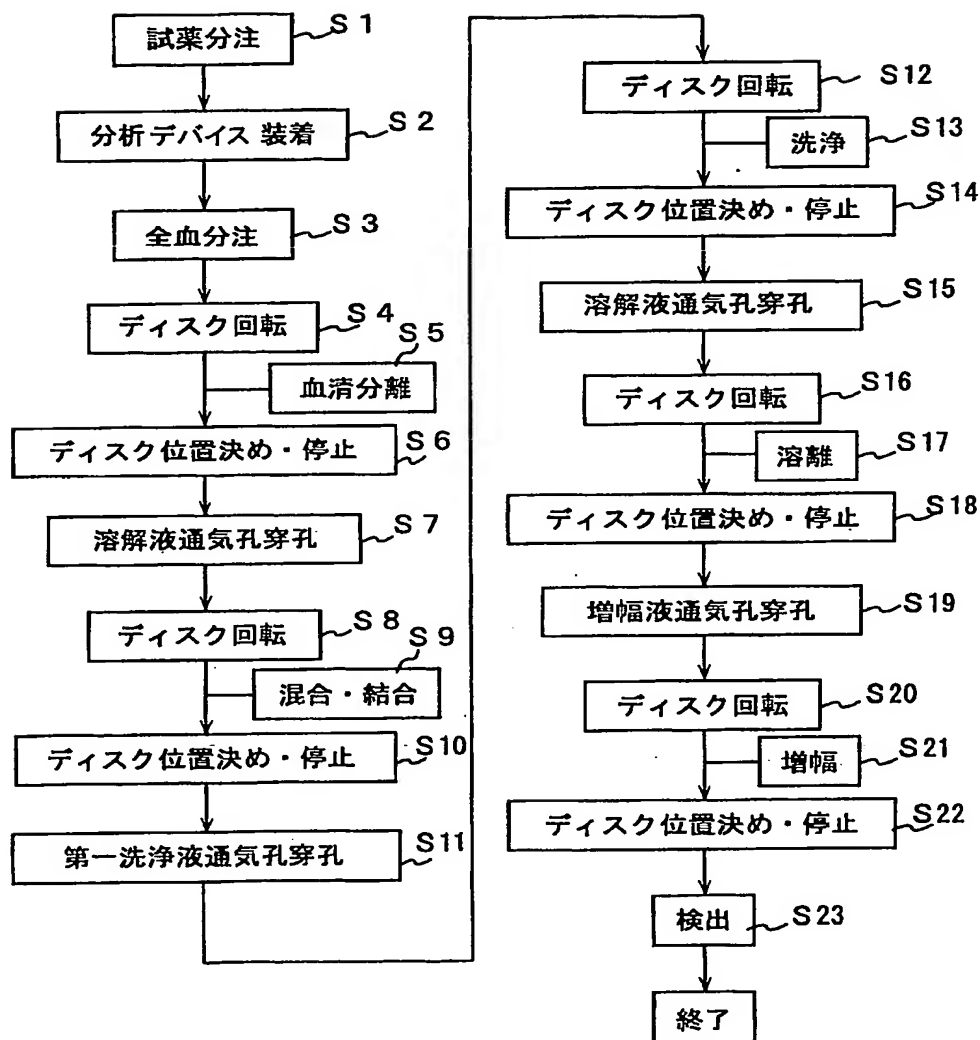 試薬分注 S1
分析デバイス 装着 S2
全血分注 S3
ディスク回転 S4
血清分離 S5
ディスク位置決め・停止 S6
溶解液通気孔穿孔 S7
ディスク回転 S8
混合・結合 S9
ディスク位置決め・停止 S10
第一洗浄液通気孔穿孔 S11
ディスク回転 S12
洗浄 S13
ディスク位置決め・停止 S14
溶解液通気孔穿孔 S15
ディスク回転 S16
溶離 S17
ディスク位置決め・停止 S18
増幅液通気孔穿孔 S19
ディスク回転 S20
増幅 S21
ディスク位置決め・停止 S22
検出 S23
終了